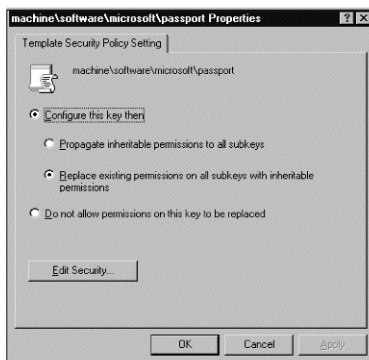 machine\software\microsoft\passport Properties
Template Security Policy Setting
machine\software\microsoft\passport
Configure this key then
Propagate inheritable permissions to all subkeys
Replace existing permissions on all subkeys with inheritable
permissions
Do not allow permissions on this key to be replaced
Edit Security...
OK Cancel Apply